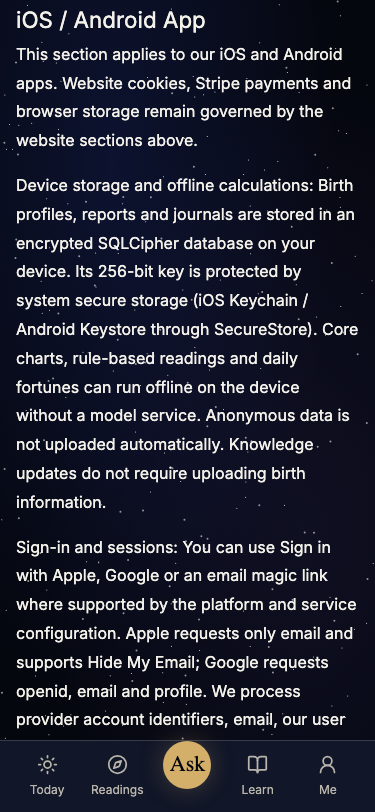 iOS / Android App
This section applies to our iOS and Android
apps. Website cookies, Stripe payments and
browser storage remain governed by the
website sections above.
Device storage and offline calculations: Birth
profiles, reports and journals are stored in an
encrypted SQLCipher database on your
device. Its 256-bit key is protected by
system secure storage (iOS Keychain /
Android Keystore through SecureStore). Core
charts, rule-based readings and daily
fortunes can run offline on the device
without a model service. Anonymous data is
not uploaded automatically. Knowledge
updates do not require uploading birth
information.
Sign-in and sessions: You can use Sign in
with Apple, Google or an email magic link
where supported by the platform and service
configuration. Apple requests only email and
supports Hide My Email; Google requests
openid, email and profile. We process
provider account identifiers, email, our user
Today
Readings
Ask
Learn
Me